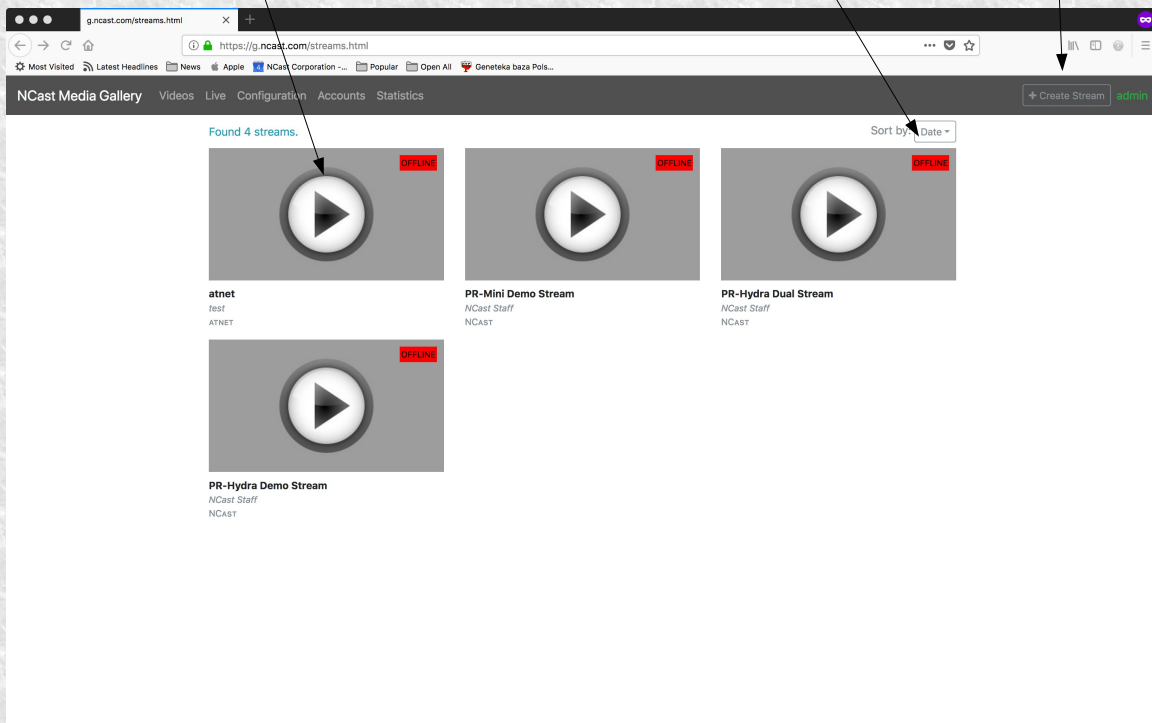 g.ncast.com/streams.html
https://g.ncast.com/streams.html
Most Visited Latest Headlines News Apple NCast Corporation -... Popular Open All Geneteka baza Pols...
NCast Media Gallery Videos Live Configuration Accounts Statistics + Create Stream admin
Found 4 streams. Sort by: Date
OFFLINE OFFLINE OFFLINE
atnet PR-Mini Demo Stream PR-Hydra Dual Stream
test NCast Staff NCast Staff
ATNET NCAST NCAST
OFFLINE
PR-Hydra Demo Stream
NCast Staff
NCAST